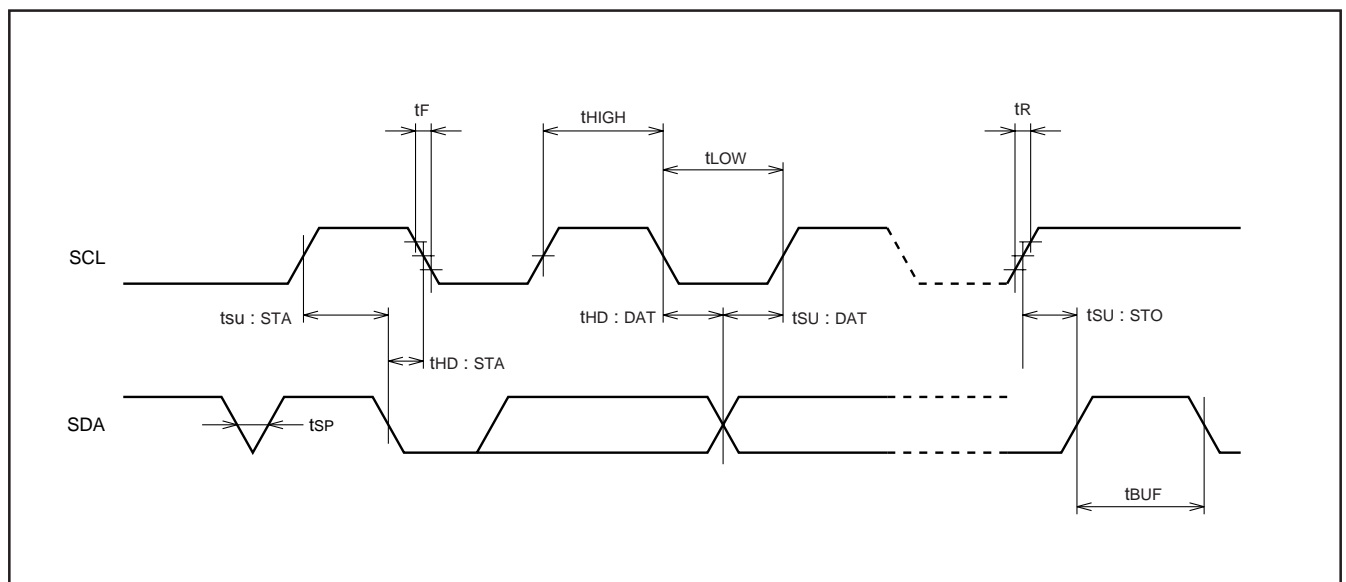 tF
tHIGH
tR
tLOW
SCL
tsu : STA
tHD : DAT
tSU : DAT
tSU : STO
tHD : STA
SDA
tSP
tBUF